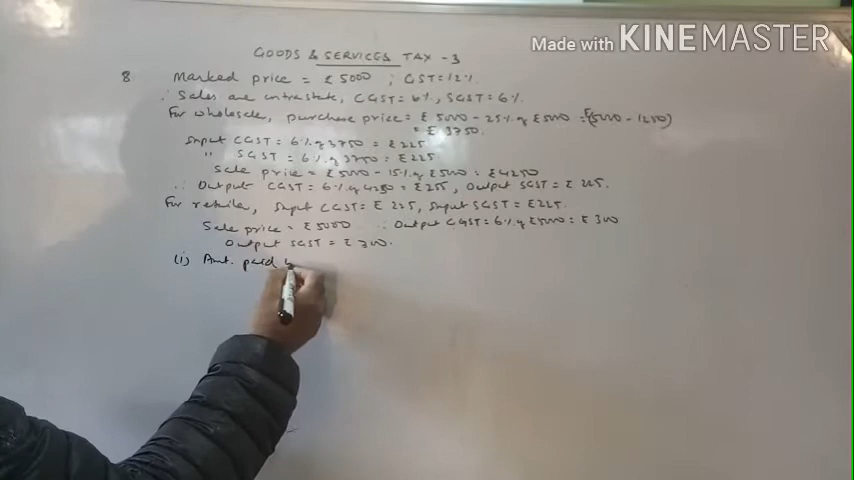 Made with KINEMASTER
GOODS & SERVICES TAX - 3
8 Marked price = ₹ 5000 ; GST = 12%
∴ Sales are intrastate, CGST = 6%, SGST = 6%
For wholesaler, purchase price = ₹ 5000 - 25% of ₹ 5000 = ₹(5000 - 1250)
= ₹ 3750.
Input CGST = 6% of 3750 = ₹ 225
" SGST = 6% of 3750 = ₹ 225
Sale price = ₹ 5000 - 15% of ₹ 5000 = ₹ 4250
∴ Output CGST = 6% of 4250 = ₹ 255, Output SGST = ₹ 255.
For retailer, Input CGST = ₹ 255, Input SGST = ₹ 255.
Sale price = ₹ 5000 ∴ Output CGST = 6% of ₹ 5000 = ₹ 300
Output SGST = ₹ 300.
(i) Amt. paid